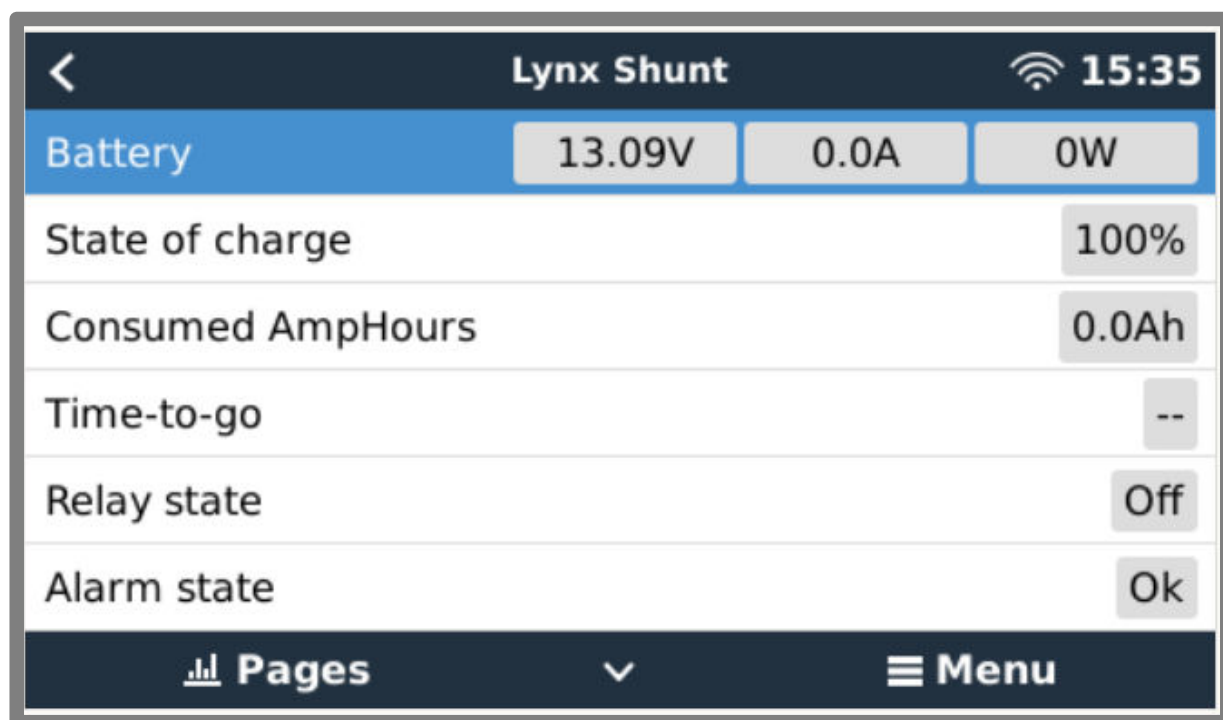 Lynx Shunt 15:35
Battery 13.09V 0.0A 0W
State of charge 100%
Consumed AmpHours 0.0Ah
Time-to-go --
Relay state Off
Alarm state Ok
Pages Menu